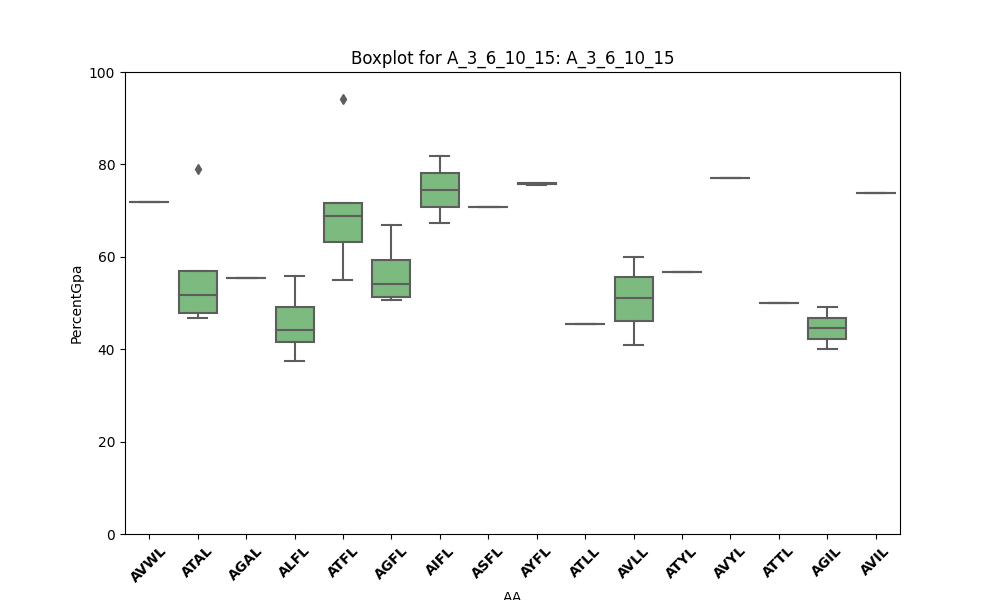 Boxplot for A_3_6_10_15: A_3_6_10_15
100
80
60
40
20
0
PercentGpa
AVWL
ATAL
AGAL
ALFL
ATFL
AGFL
AIFL
ASFL
AYFL
ATLL
AVLL
ATYL
AVYL
ATTL
AGIL
AVIL
AA